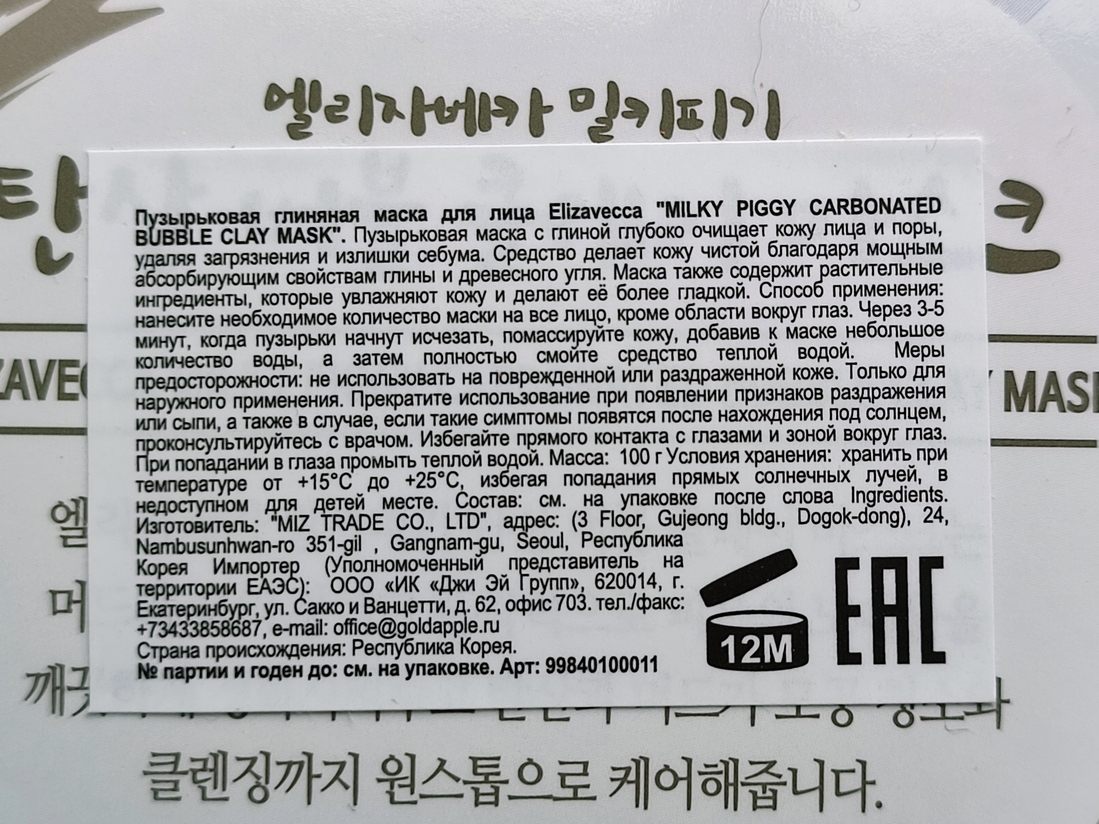 엘리자베카 밀키피기
탄
크
Пузырьковая глиняная маска для лица Elizavecca "MILKY PIGGY CARBONATED
BUBBLE CLAY MASK". Пузырьковая маска с глиной глубоко очищает кожу лица и поры,
удаляя загрязнения и излишки себума. Средство делает кожу чистой благодаря мощным
абсорбирующим свойствам глины и древесного угля. Маска также содержит растительные
ингредиенты, которые увлажняют кожу и делают её более гладкой. Способ применения:
нанесите необходимое количество маски на все лицо, кроме области вокруг глаз. Через 3-5
минут, когда пузырьки начнут исчезать, помассируйте кожу, добавив к маске небольшое
количество воды, а затем полностью смойте средство теплой водой. Меры
предосторожности: не использовать на поврежденной или раздраженной коже. Только для
наружного применения. Прекратите использование при появлении признаков раздражения
или сыпи, а также в случае, если такие симптомы появятся после нахождения под солнцем,
проконсультируйтесь с врачом. Избегайте прямого контакта с глазами и зоной вокруг глаз.
При попадании в глаза промыть теплой водой. Масса: 100 г Условия хранения: хранить при
температуре от +15°C до +25°C, избегая попадания прямых солнечных лучей, в
недоступном для детей месте. Состав: см. на упаковке после слова Ingredients.
Изготовитель: "MIZ TRADE CO., LTD", адрес: (3 Floor, Gujeong bldg., Dogok-dong), 24,
Nambusunhwan-ro 351-gil , Gangnam-gu, Seoul, Республика
Корея Импортер (Уполномоченный представитель на
территории ЕАЭС): ООО «ИК «Джи Эй Групп», 620014, г.
Екатеринбург, ул. Сакко и Ванцетти, д. 62, офис 703. тел./факс:
+73433858687, e-mail: office@goldapple.ru
Страна происхождения: Республика Корея.
№ партии и годен до: см. на упаковке. Арт: 99840100011
12M
EAC
ZAVEC
MASK
엘
머
클렌징까지 원스톱으로 케어해줍니다.